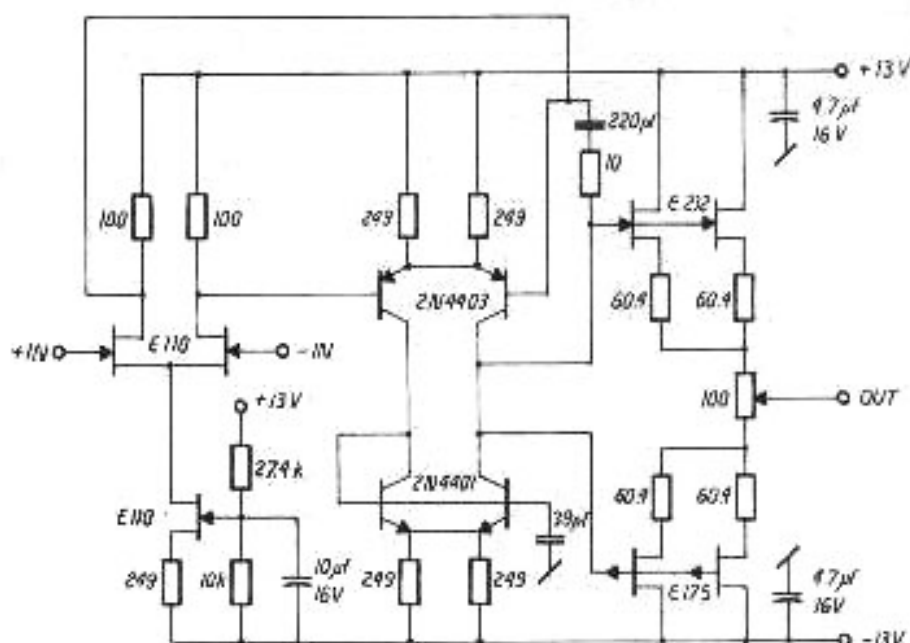 +13V
4.7µf
16V
220pf
10
100
100
249
249
E232
2N4403
60.4
60.4
+IN
E110
-IN
+13V
100
OUT
27.4k
2N4401
39pf
60.4
60.4
E110
249
10k
10µf
16V
249
249
E175
4.7µf
16V
-13V